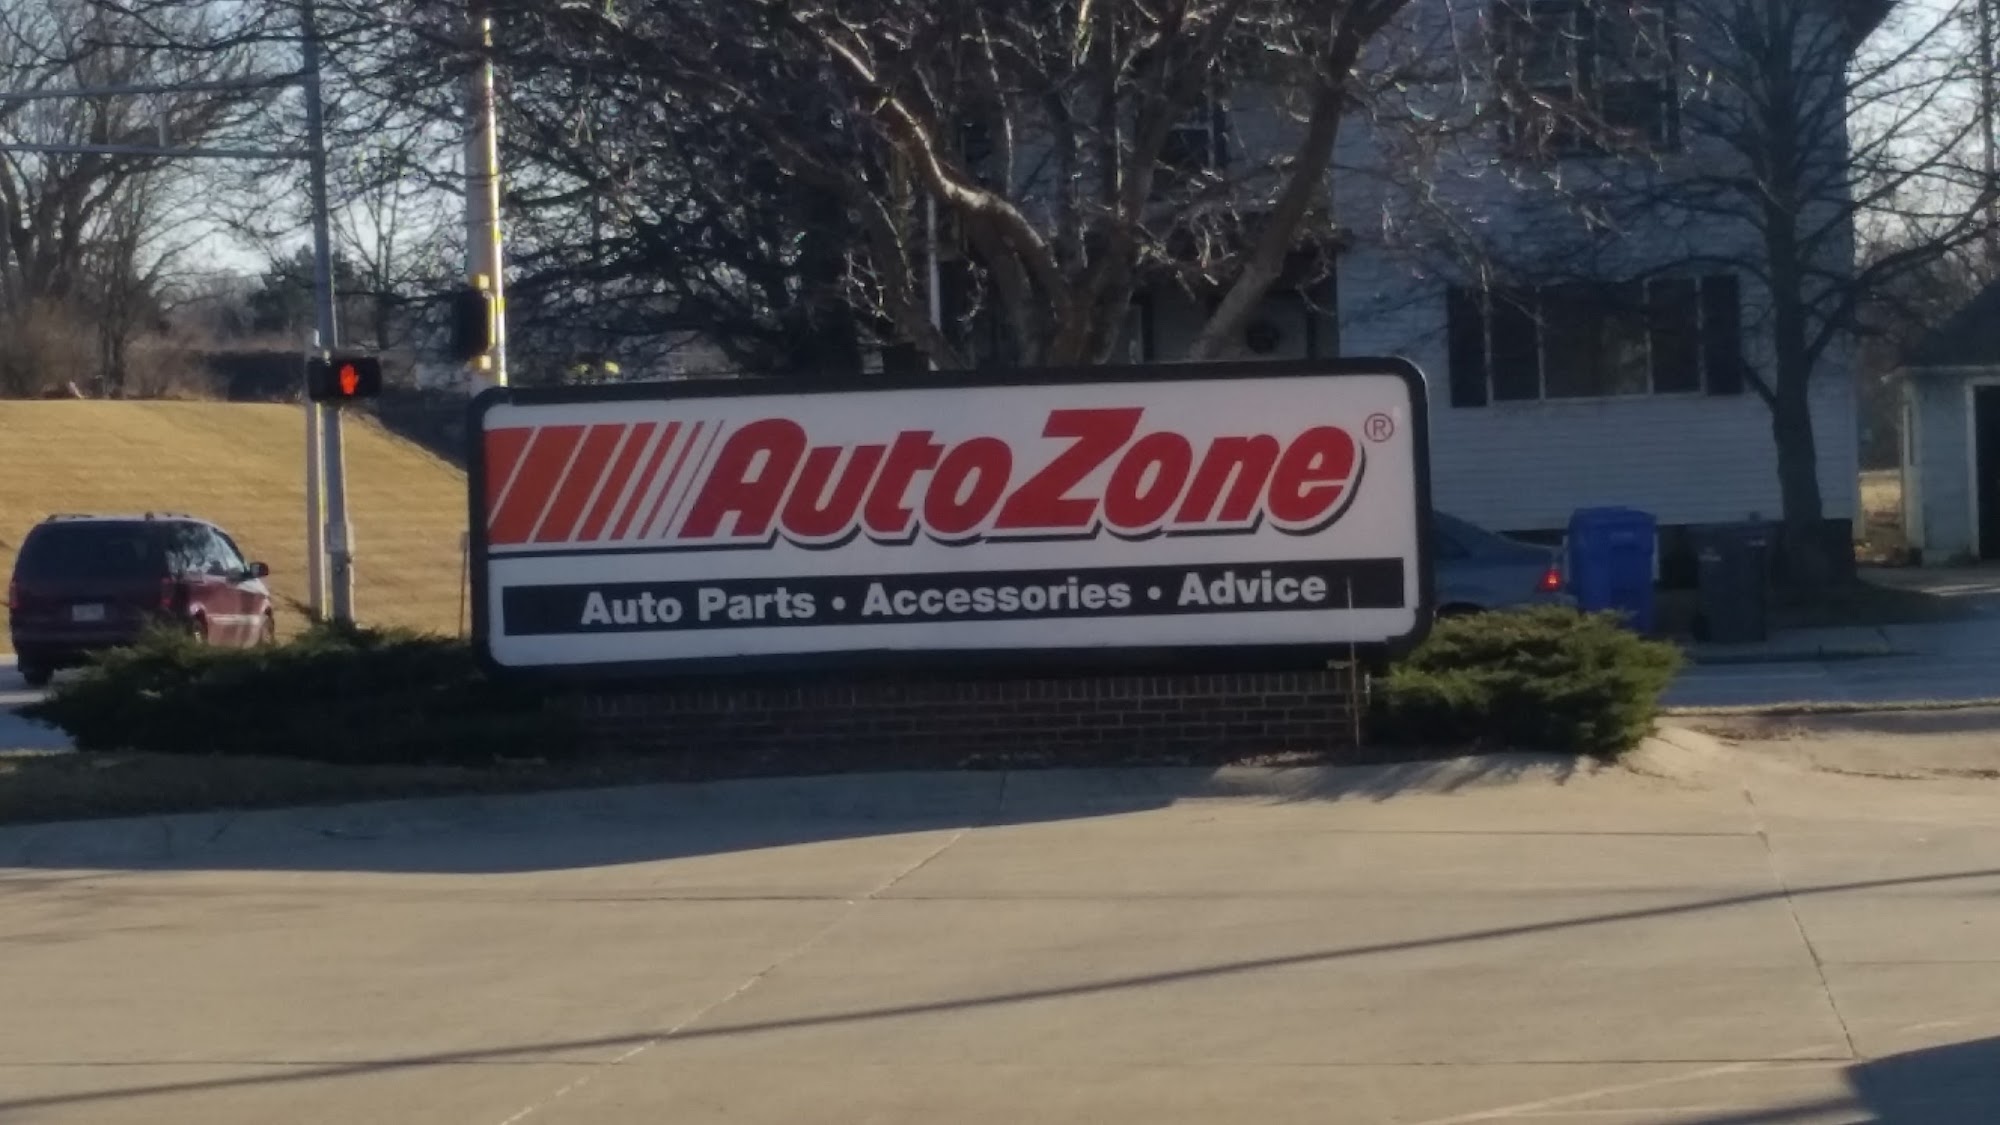 AutoZone®
Auto Parts • Accessories • Advice